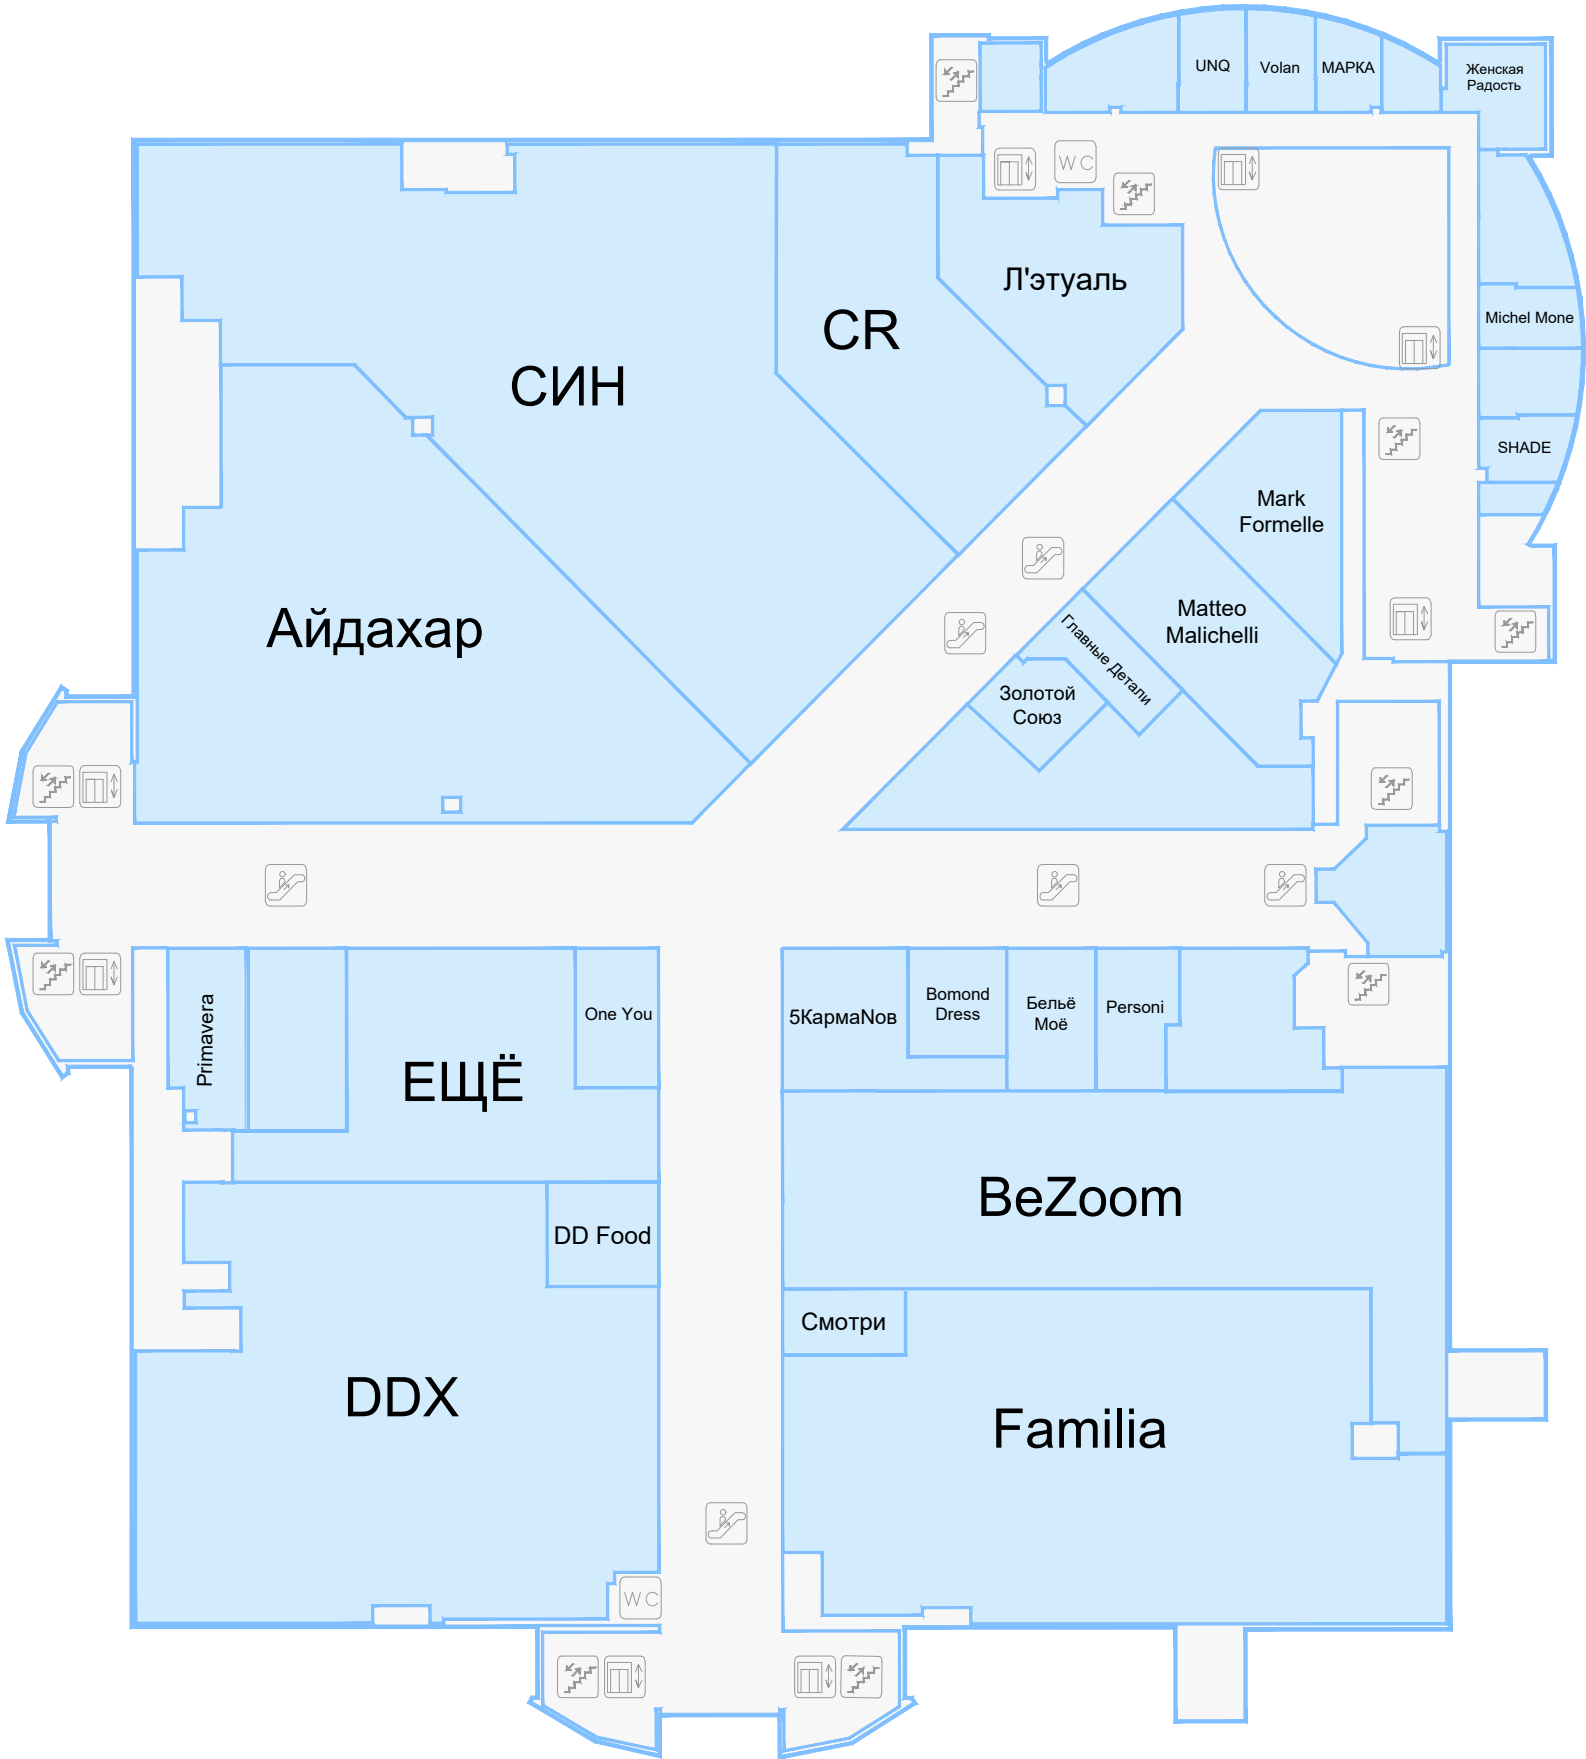 UNQ
Volan
МАРКА
Женская
Радость
WC
Л'этуаль
CR
СИН
Michel Mone
SHADE
Mark
Formelle
Matteo
Malichelli
Главные Детали
Золотой
Союз
Айдахар
Primavera
ЕЩЁ
One You
5КармаNов
Bomond
Dress
Бельё
Моё
Personi
BeZoom
DD Food
Смотри
DDX
Familia
WC